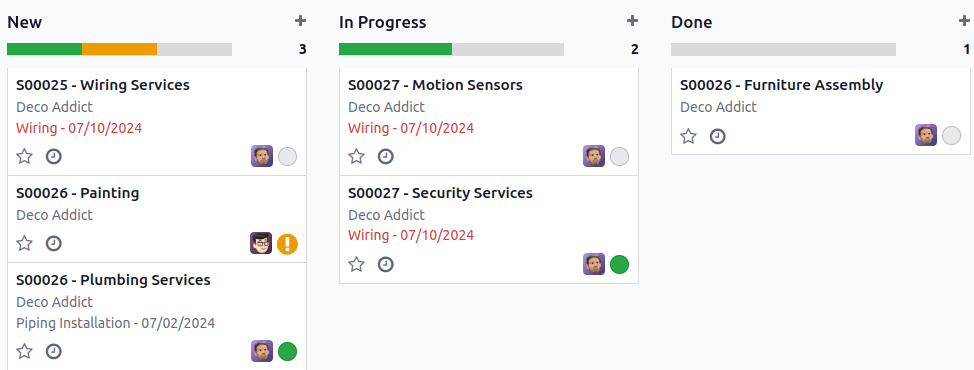 New
3
S00025 - Wiring Services
Deco Addict
Wiring - 07/10/2024
S00026 - Painting
Deco Addict
S00026 - Plumbing Services
Deco Addict
Piping Installation - 07/02/2024
In Progress
2
S00027 - Motion Sensors
Deco Addict
Wiring - 07/10/2024
S00027 - Security Services
Deco Addict
Wiring - 07/10/2024
Done
1
S00026 - Furniture Assembly
Deco Addict